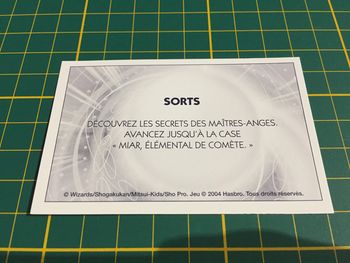 SORTS
DÉCOUVREZ LES SECRETS DES MAÎTRES-ANGES.
AVANCEZ JUSQU'À LA CASE
« MIAR, ÉLÉMENTAL DE COMÈTE. »
© Wizards/Shogakukan/Mitsui-Kids/Sho Pro. Jeu © 2004 Hasbro. Tous droits réservés.